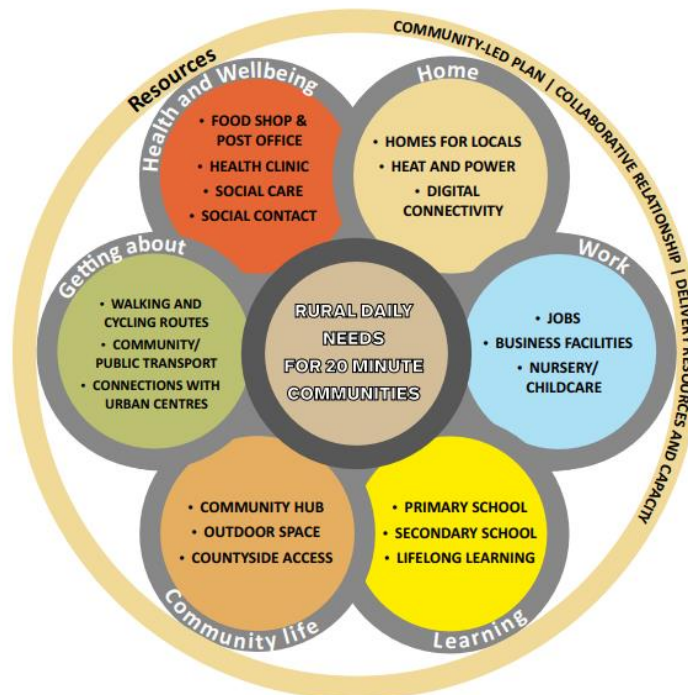 Resources
COMMUNITY-LED PLAN | COLLABORATIVE RELATIONSHIP | DELIVERY RESOURCES AND CAPACITY
Health and Wellbeing
• FOOD SHOP &
POST OFFICE
• HEALTH CLINIC
• SOCIAL CARE
• SOCIAL CONTACT
Home
• HOMES FOR LOCALS
• HEAT AND POWER
• DIGITAL
CONNECTIVITY
Getting about
• WALKING AND
CYCLING ROUTES
• COMMUNITY/
PUBLIC TRANSPORT
• CONNECTIONS WITH
URBAN CENTRES
RURAL DAILY
NEEDS
FOR 20 MINUTE
COMMUNITIES
Work
• JOBS
• BUSINESS FACILITIES
• NURSERY/
CHILDCARE
• COMMUNITY HUB
• OUTDOOR SPACE
• COUNTYSIDE ACCESS
Community life
• PRIMARY SCHOOL
• SECONDARY SCHOOL
• LIFELONG LEARNING
Learning